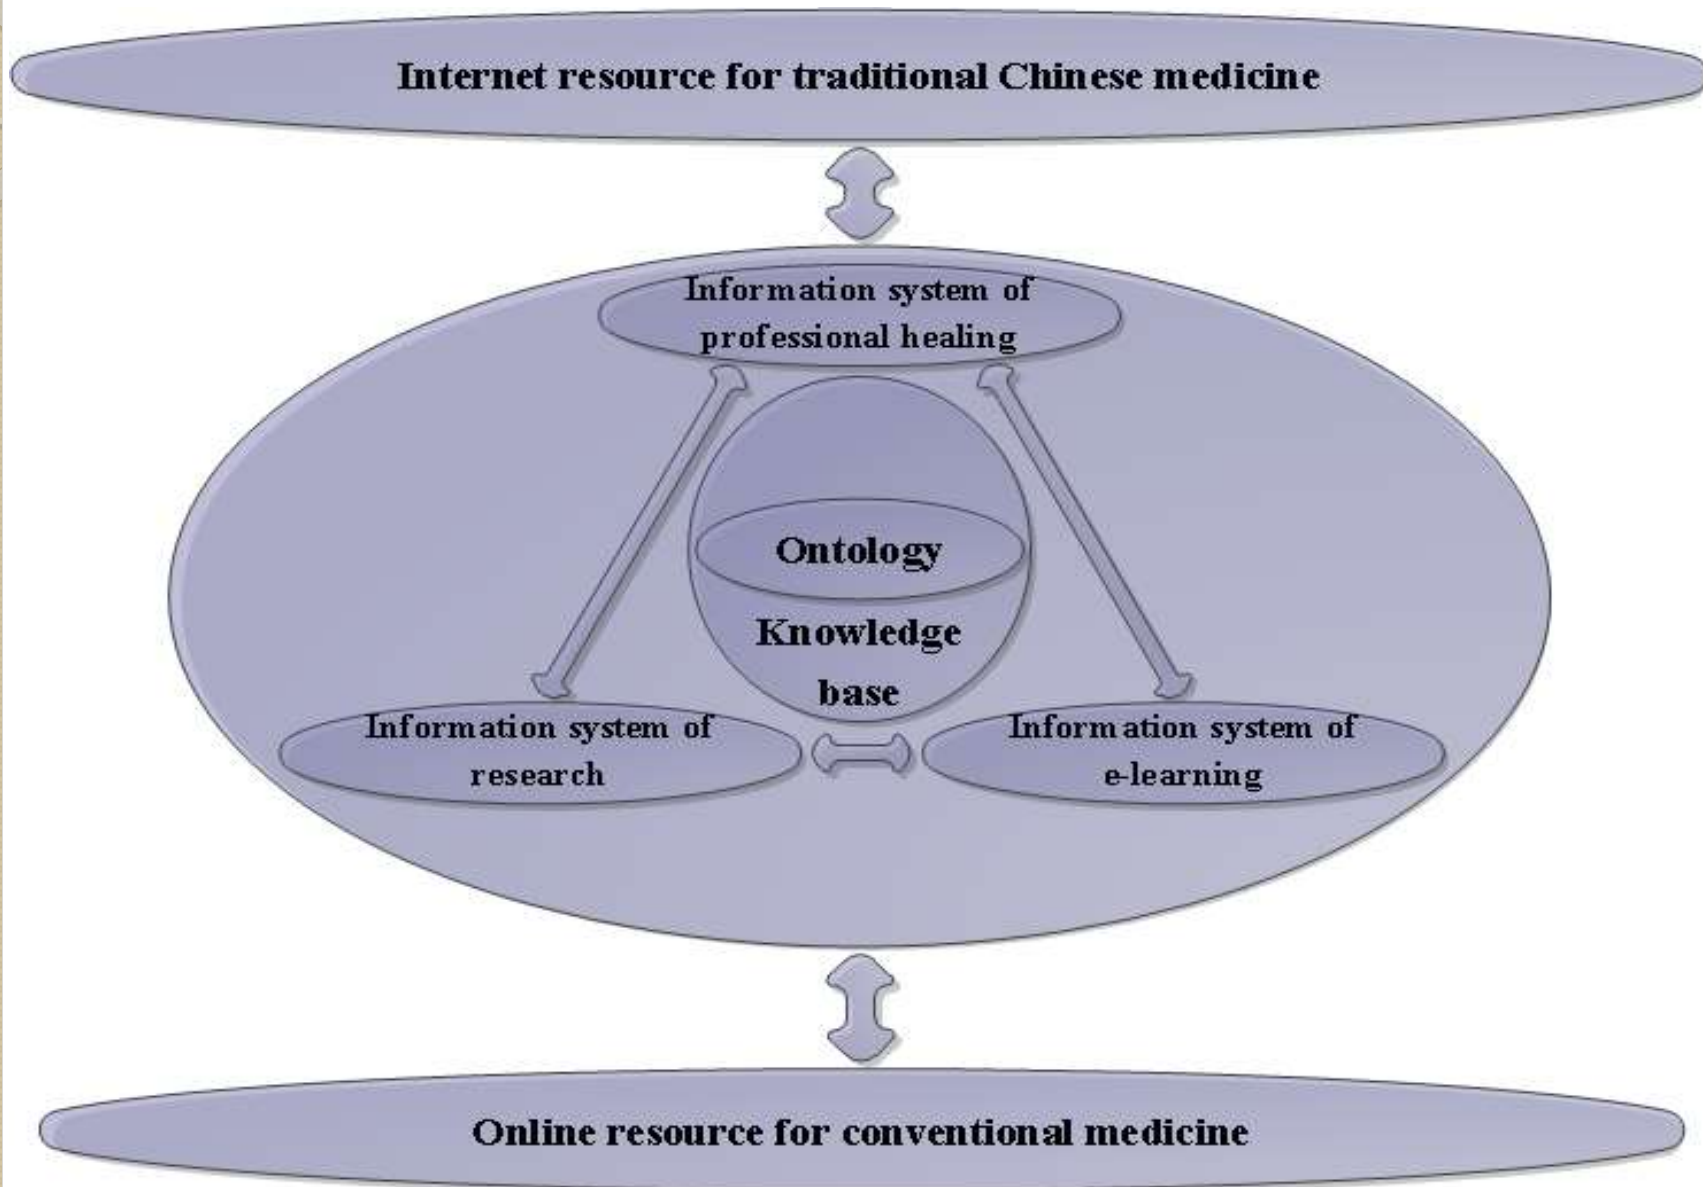 Internet resource for traditional Chinese medicine
Information system of
professional healing
Ontology
Knowledge
base
Information system of
research
Information system of
e-learning
Online resource for conventional medicine